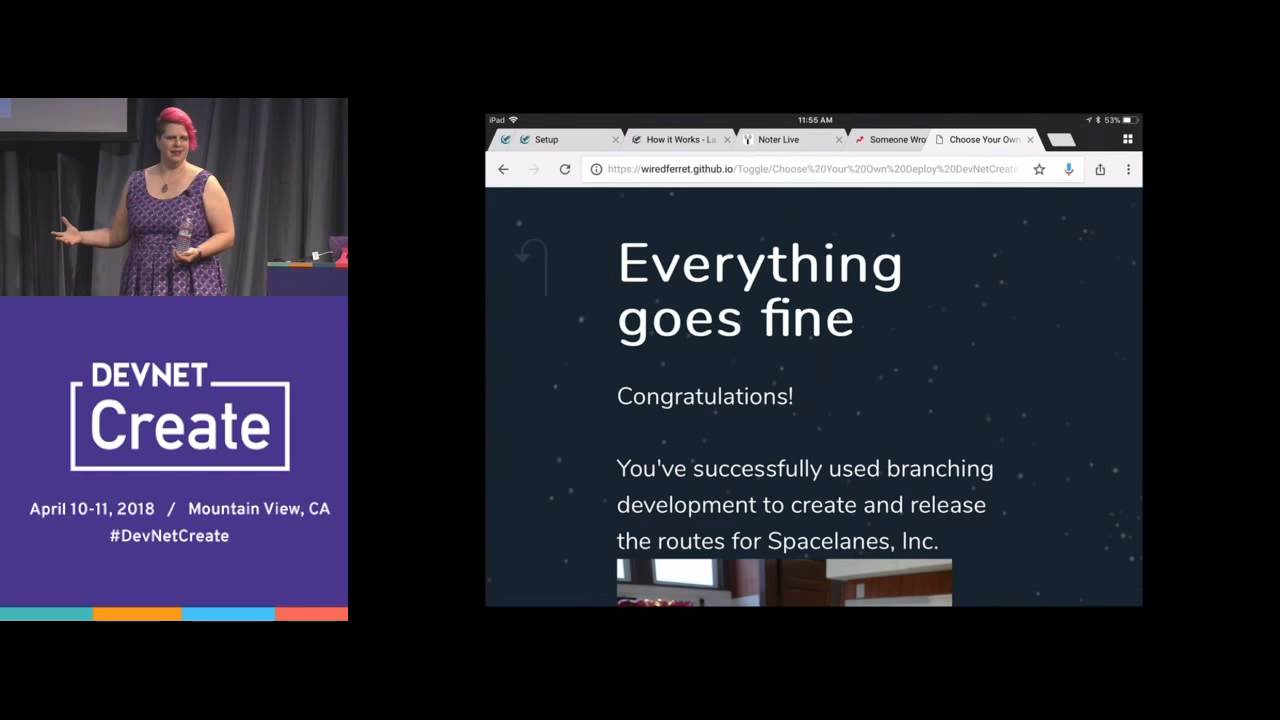 DEVNET
Create
April 10-11, 2018 / Mountain View, CA
#DevNetCreate
iPad
11:55 AM
53%
Setup
How it Works - La
Noter Live
Someone Wro
Choose Your Own
https://wiredferret.github.io/Toggle/Choose%20Your%20Own%20Deploy%20DevNetCreate
Everything
goes fine
Congratulations!
You've successfully used branching
development to create and release
the routes for Spacelanes, Inc.